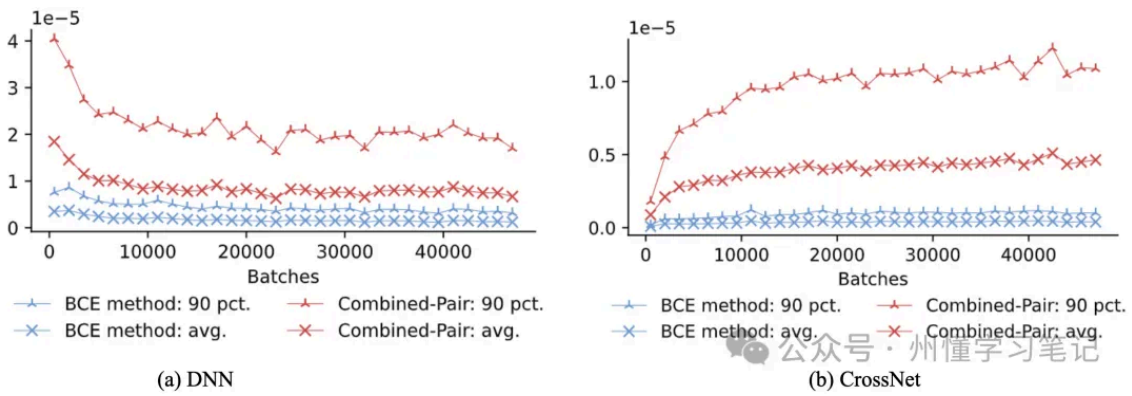 1e−5
4
3
2
1
0
0 10000 20000 30000 40000
Batches
BCE method: 90 pct. Combined-Pair: 90 pct.
BCE method: avg. Combined-Pair: avg.
(a) DNN
1e−5
1.0
0.5
0.0
0 10000 20000 30000 40000
Batches
BCE method: 90 pct. Combined-Pair: 90 pct.
BCE method: avg. Combined-Pair: avg.
公众号 · 州懂学习笔记
(b) CrossNet